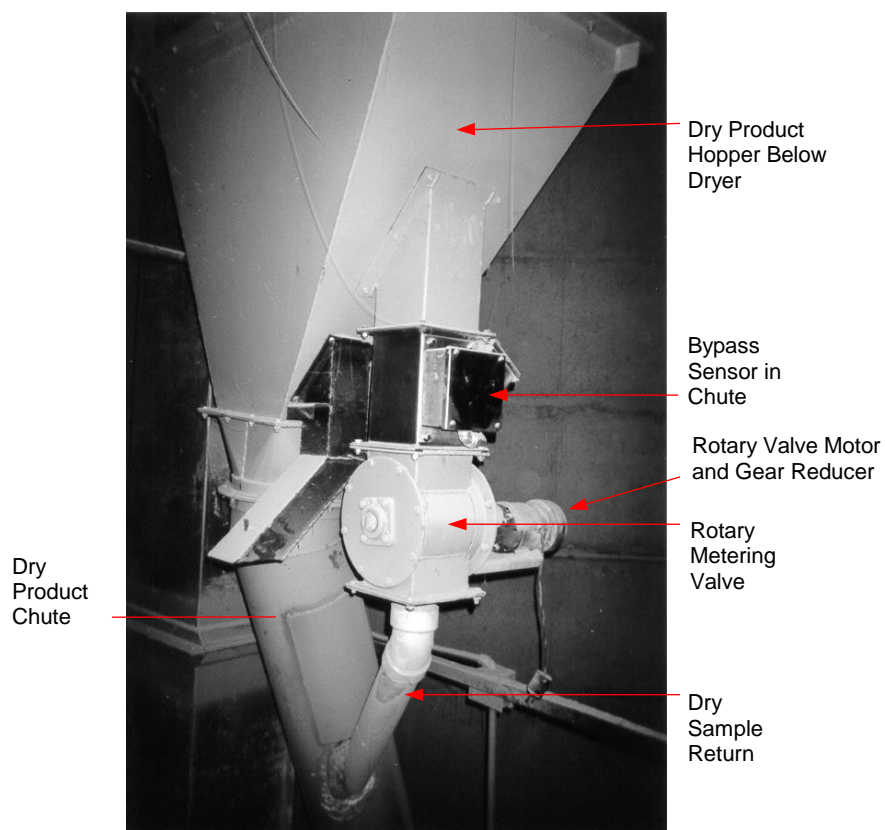 Dry Product
Hopper Below
Dryer
Bypass
Sensor in
Chute
Rotary Valve Motor
and Gear Reducer
Rotary
Metering
Valve
Dry
Product
Chute
Dry
Sample
Return